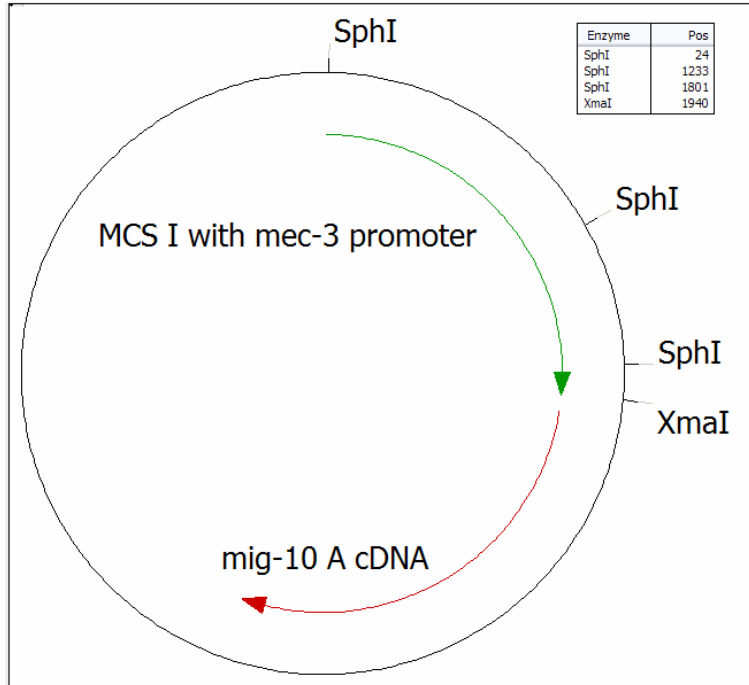 SphI
Enzyme Pos
SphI 24
SphI 1233
SphI 1801
XmaI 1940
SphI
MCS I with mec-3 promoter
SphI
XmaI
mig-10 A cDNA